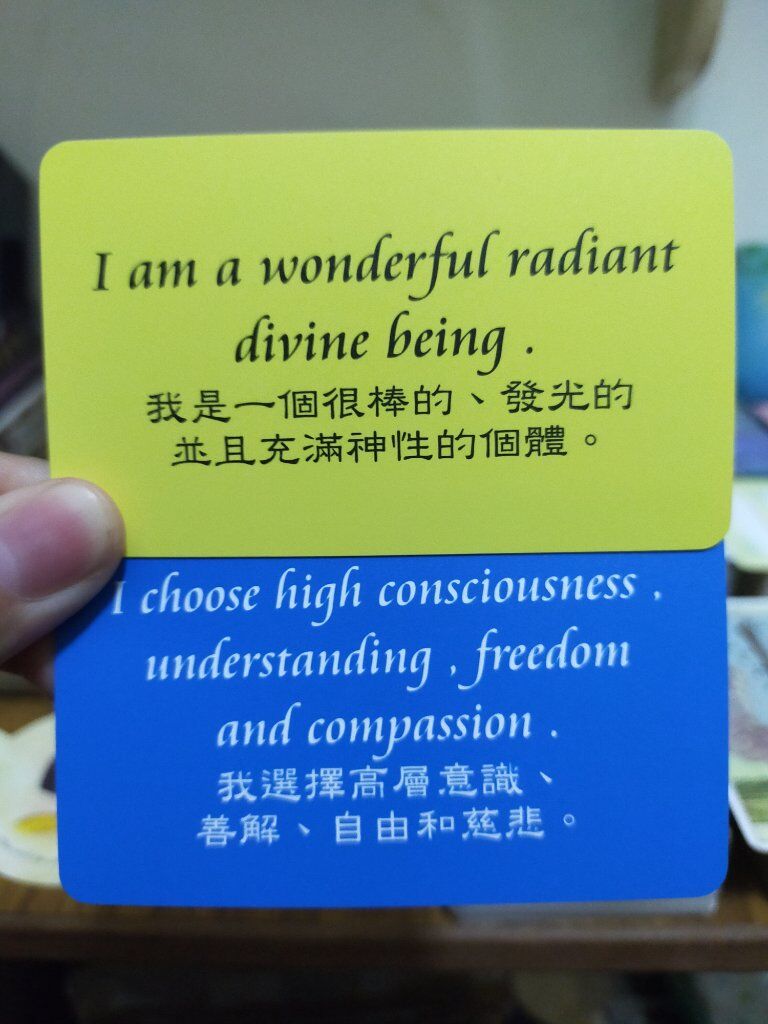 I am a wonderful radiant
divine being .
我是一個很棒的、發光的
並且充滿神性的個體。
I choose high consciousness ,
understanding , freedom
and compassion .
我選擇高層意識、
善解、自由和慈悲。